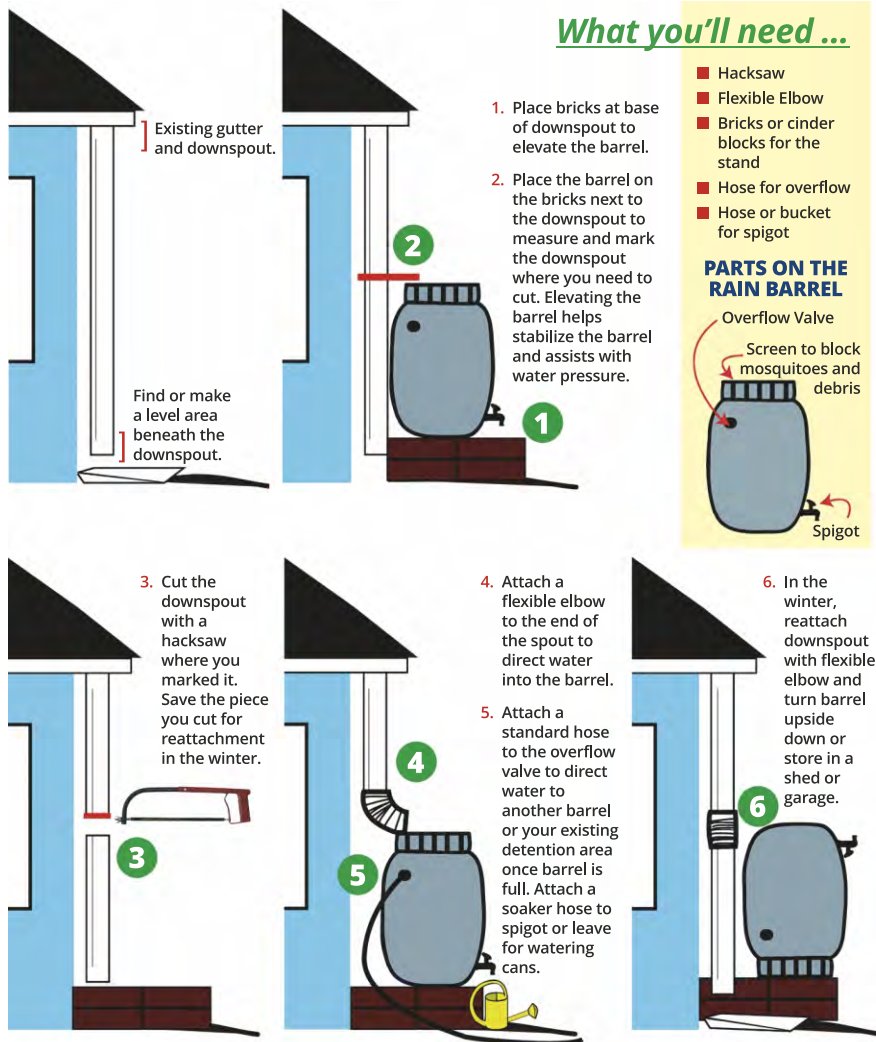 What you'll need ...
Hacksaw
Flexible Elbow
Bricks or cinder
blocks for the
stand
Hose for overflow
Hose or bucket
for spigot
PARTS ON THE
RAIN BARREL
Overflow Valve
Screen to block
mosquitoes and
debris
Spigot
Existing gutter
and downspout.
Find or make
a level area
beneath the
downspout.
1. Place bricks at base
of downspout to
elevate the barrel.
2. Place the barrel on
the bricks next to
the downspout to
measure and mark
the downspout
where you need to
cut. Elevating the
barrel helps
stabilize the barrel
and assists with
water pressure.
2
1
3. Cut the
downspout
with a
hacksaw
where you
marked it.
Save the piece
you cut for
reattachment
in the winter.
3
4. Attach a
flexible elbow
to the end of
the spout to
direct water
into the barrel.
5. Attach a
standard hose
to the overflow
valve to direct
water to
another barrel
or your existing
detention area
once barrel is
full. Attach a
soaker hose to
spigot or leave
for watering
cans.
4
5
6. In the
winter,
reattach
downspout
with flexible
elbow and
turn barrel
upside
down or
store in a
shed or
garage.
6